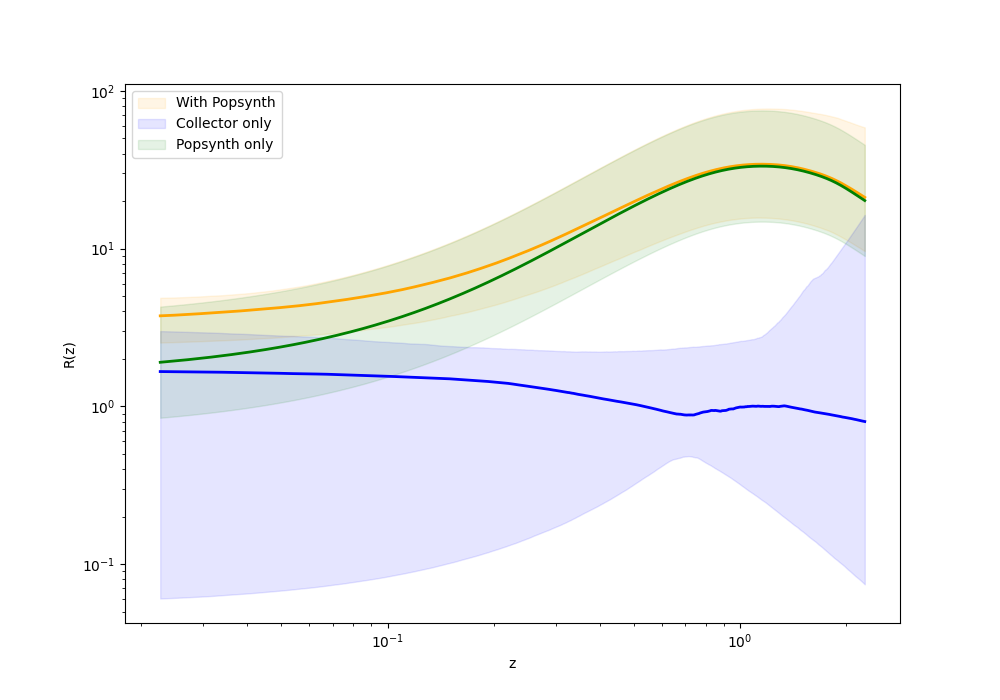 With Popsynth
Collector only
Popsynth only
R(z)
10²
10¹
10⁰
10⁻¹
10⁻¹
10⁰
z